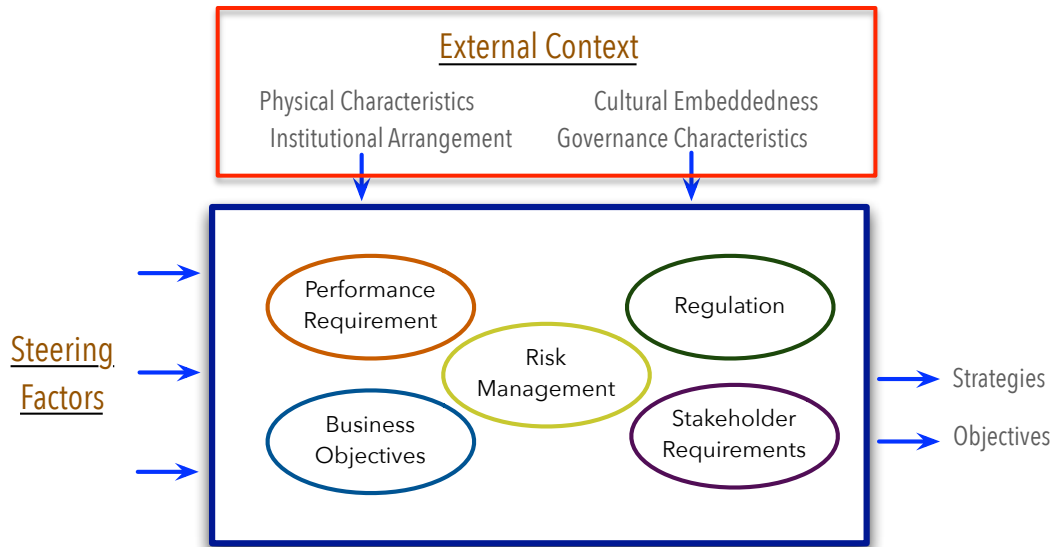 External Context
Physical Characteristics
Cultural Embeddedness
Institutional Arrangement
Governance Characteristics
Performance
Requirement
Regulation
Risk
Management
Steering
Factors
Business
Objectives
Stakeholder
Requirements
Strategies
Objectives